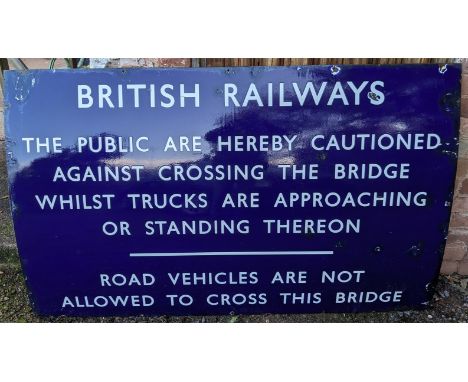 BRITISH RAILWAYS
THE PUBLIC ARE HEREBY CAUTIONED
AGAINST CROSSING THE BRIDGE
WHILST TRUCKS ARE APPROACHING
OR STANDING THEREON
ROAD VEHICLES ARE NOT
ALLOWED TO CROSS THIS BRIDGE